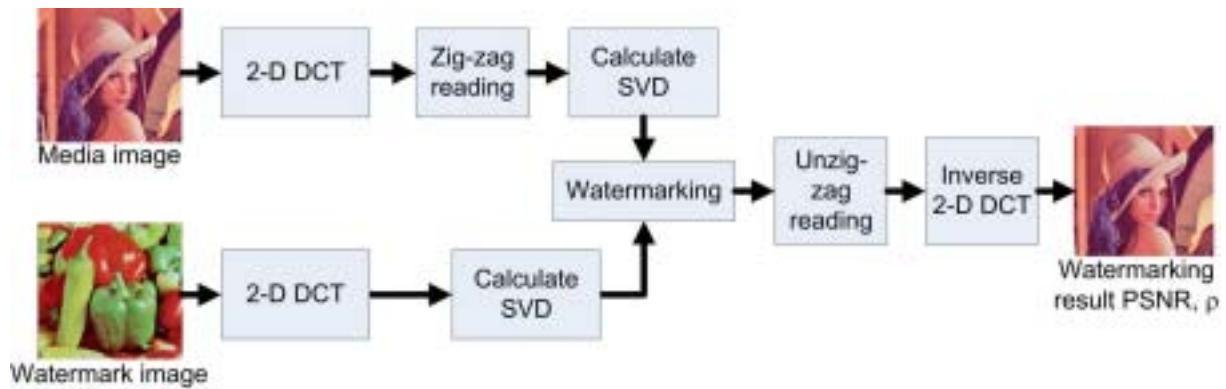 2-D DCT
Zig-zag
reading
Calculate
SVD
Media image
Watermarking
Unzig-
zag
reading
Inverse
2-D DCT
2-D DCT
Calculate
SVD
Watermark image
Watermarking
result PSNR, ρ